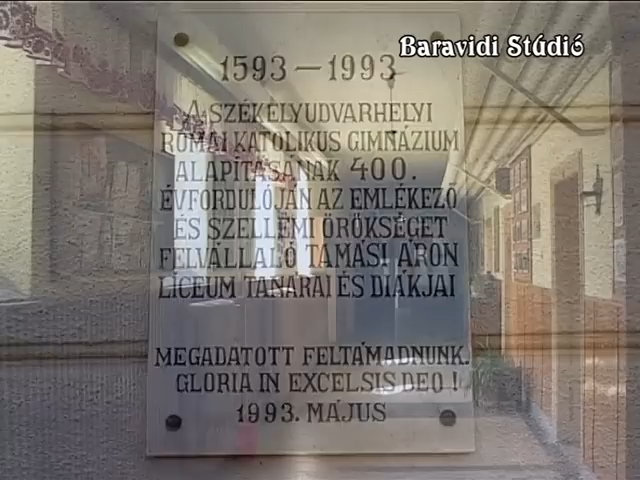 Baravidi Stúdió
1593 – 1993
A SZÉKELYUDVARHELYI
RÓMAI KATOLIKUS GIMNÁZIUM
ALAPÍTÁSÁNAK 400.
ÉVFORDULÓJÁN AZ EMLÉKEZŐ
ÉS SZELLEMI ÖRÖKSÉGET
FELVÁLLALÓ TAMÁSI ÁRON
LÍCEUM TANÁRAI ÉS DIÁKJAI
MEGADATOTT FELTÁMADNUNK.
GLORIA IN EXCELSIS DEO !
1993. MÁJUS